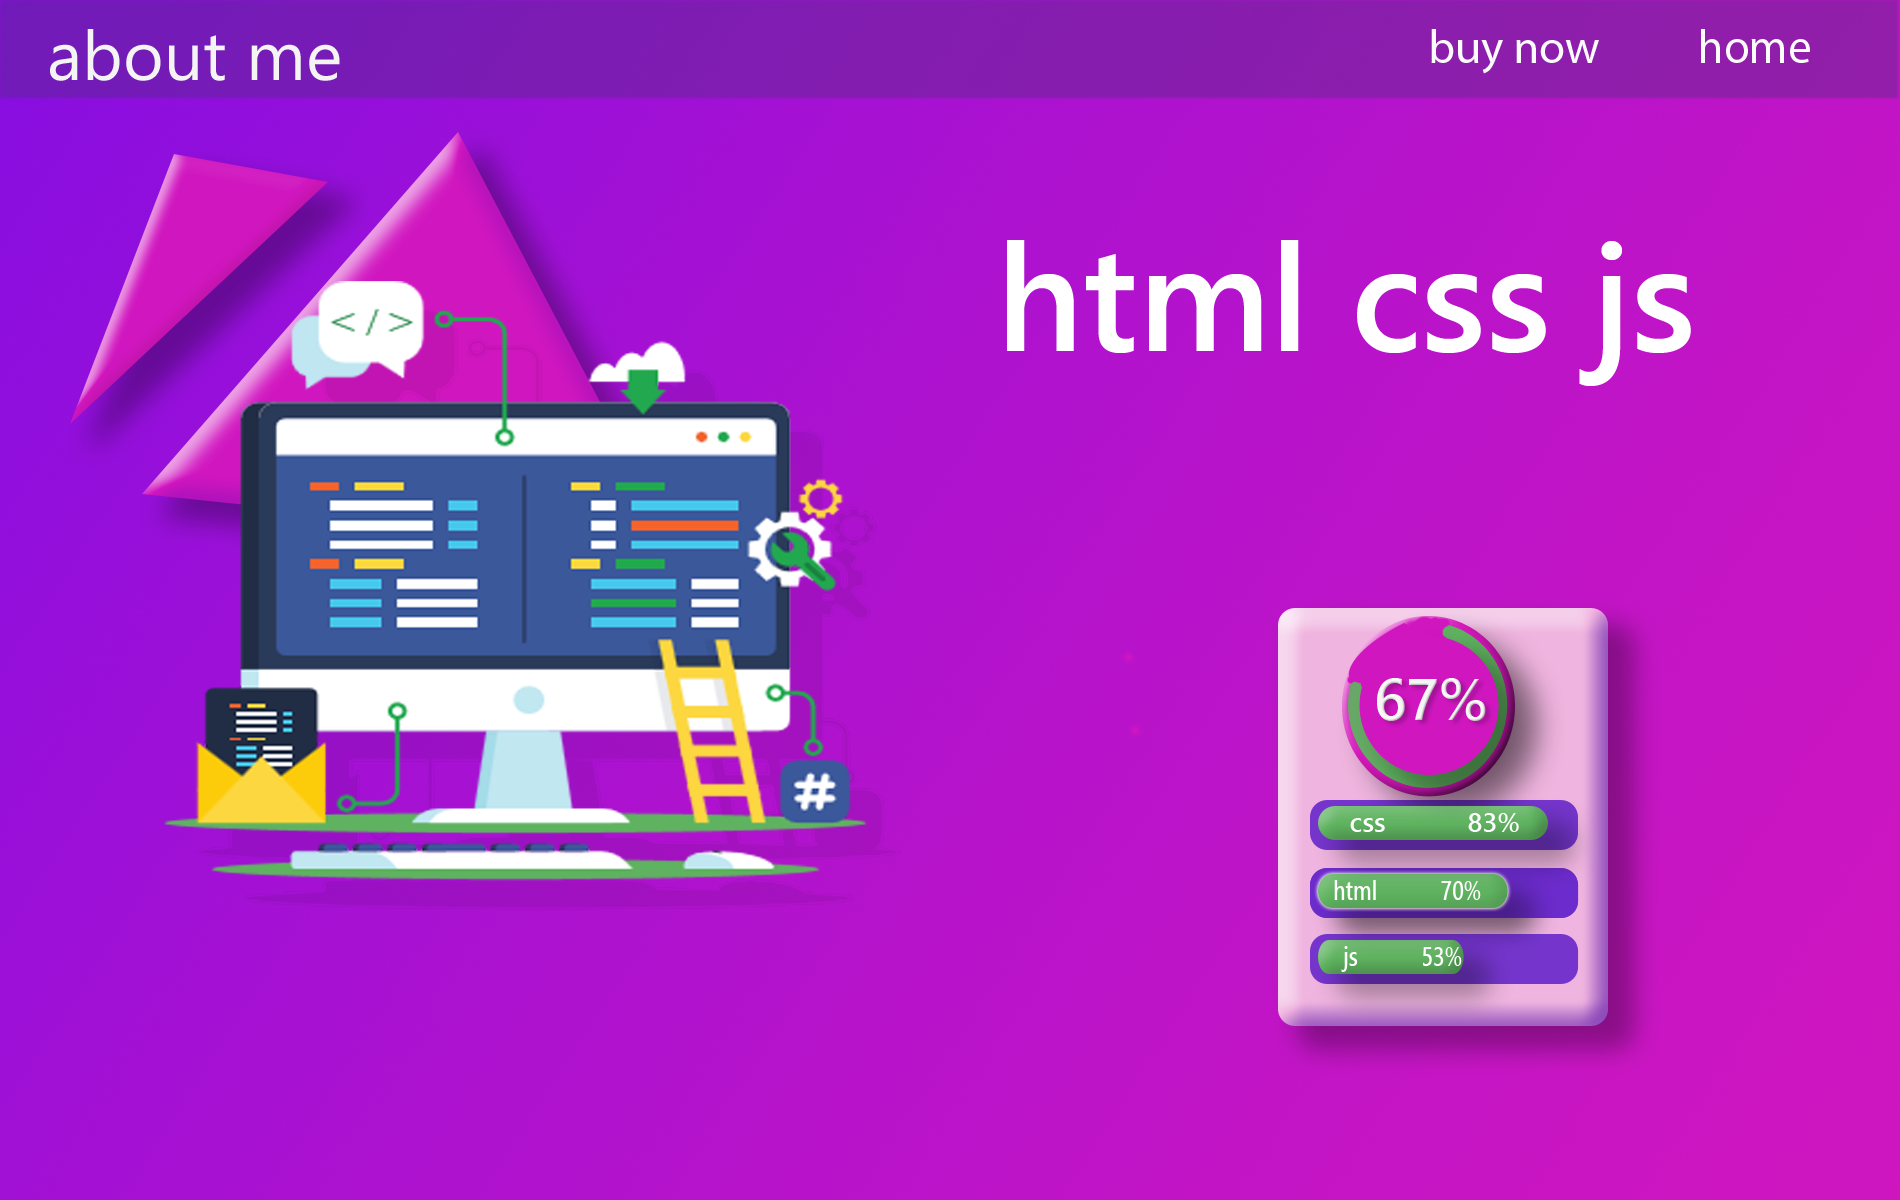 about me
buy now home
html css js
</>
#
67%
css 83%
html 70%
js 53%